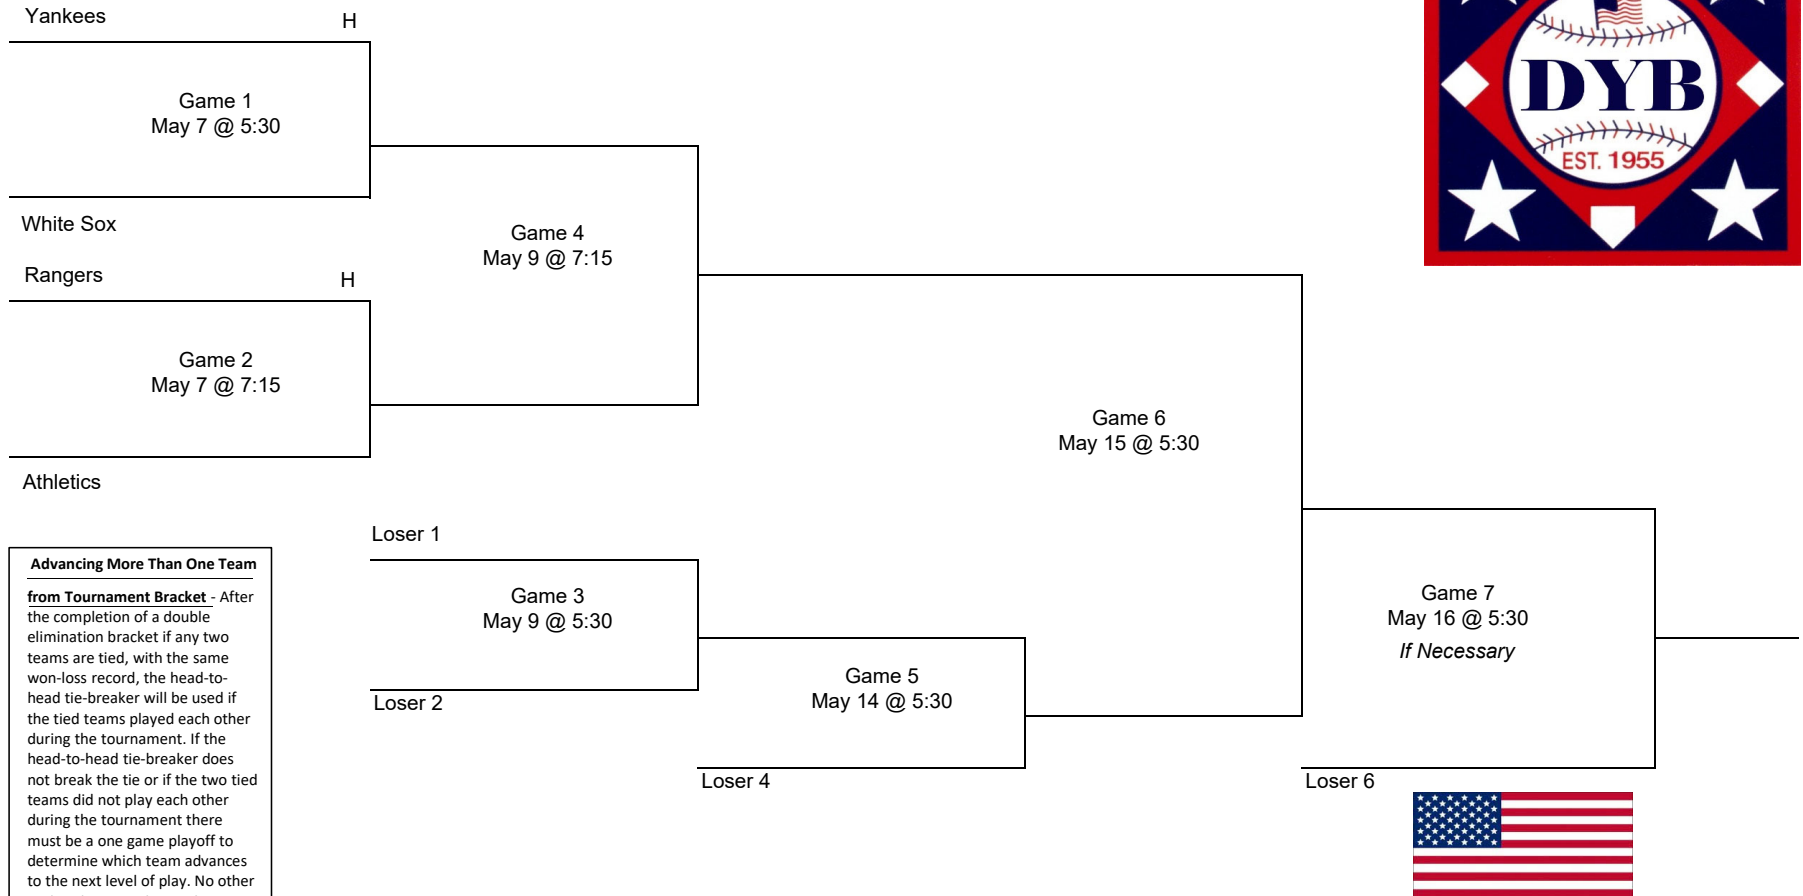 Yankees
H
Game 1
May 7 @ 5:30
White Sox
Game 4
May 9 @ 7:15
Rangers
H
Game 2
May 7 @ 7:15
Athletics
Game 6
May 15 @ 5:30
Loser 1
Game 3
May 9 @ 5:30
Loser 2
Game 5
May 14 @ 5:30
Loser 4
Game 7
May 16 @ 5:30
If Necessary
Loser 6
DYB
EST. 1955
Advancing More Than One Team
from Tournament Bracket - After
the completion of a double
elimination bracket if any two
teams are tied, with the same
won-loss record, the head-to-
head tie-breaker will be used if
the tied teams played each other
during the tournament. If the
head-to-head tie-breaker does
not break the tie or if the two tied
teams did not play each other
during the tournament there
must be a one game playoff to
determine which team advances
to the next level of play. No other